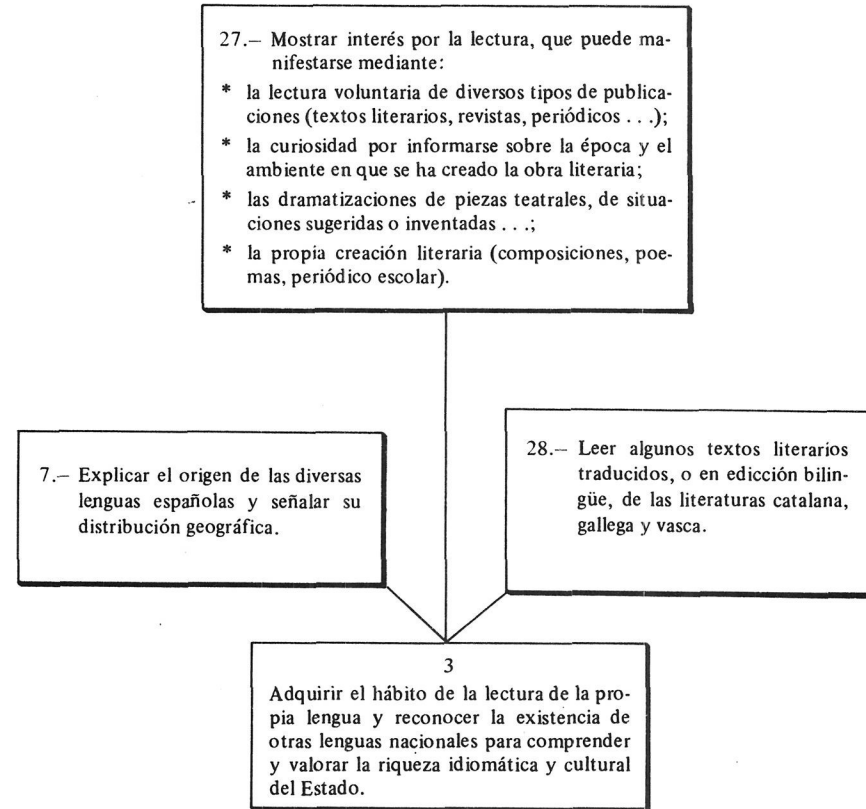 27.— Mostrar interés por la lectura, que puede ma-
nifestarse mediante:
* la lectura voluntaria de diversos tipos de publica-
ciones (textos literarios, revistas, periódicos . . .);
* la curiosidad por informarse sobre la época y el
ambiente en que se ha creado la obra literaria;
* las dramatizaciones de piezas teatrales, de situa-
ciones sugeridas o inventadas . . .;
* la propia creación literaria (composiciones, poe-
mas, periódico escolar).
7.— Explicar el origen de las diversas
lenguas españolas y señalar su
distribución geográfica.
28.— Leer algunos textos literarios
traducidos, o en edicción bilin-
güe, de las literaturas catalana,
gallega y vasca.
3
Adquirir el hábito de la lectura de la pro-
pia lengua y reconocer la existencia de
otras lenguas nacionales para comprender
y valorar la riqueza idiomática y cultural
del Estado.